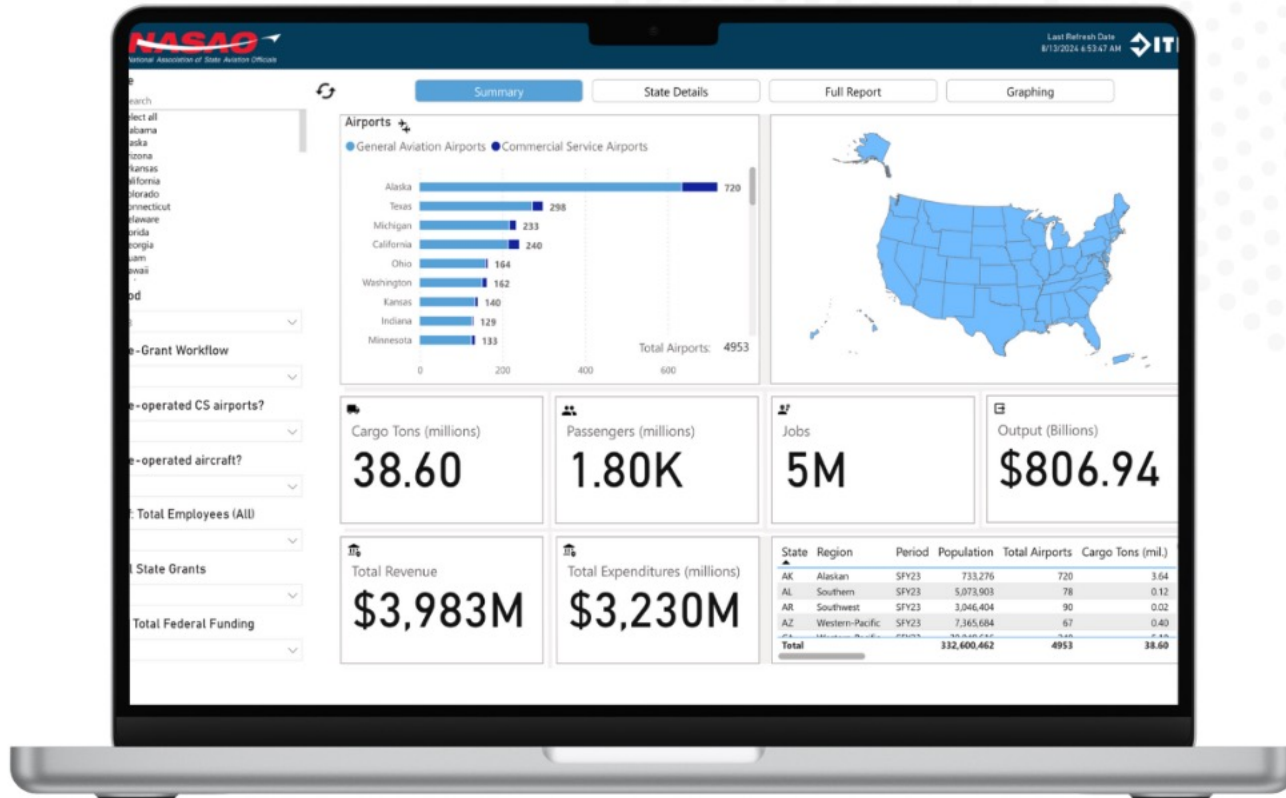 NASAO
National Association of State Aviation Officials
Last Refresh Date
8/13/2024 6:53:47 AM
ITI
Summary
State Details
Full Report
Graphing
e
earch
elect all
labama
laska
rizona
rkansas
alifornia
olorado
onnecticut
elaware
orida
eorgia
uam
awaii
od
e-Grant Workflow
e-operated CS airports?
e-operated aircraft?
f: Total Employees (All)
l State Grants
Total Federal Funding
Airports
General Aviation Airports Commercial Service Airports
Alaska 720
Texas 298
Michigan 233
California 240
Ohio 164
Washington 162
Kansas 140
Indiana 129
Minnesota 133
Total Airports: 4953
0 200 400 600
Cargo Tons (millions)
38.60
Passengers (millions)
1.80K
Jobs
5M
Output (Billions)
$806.94
Total Revenue
$3,983M
Total Expenditures (millions)
$3,230M
State Region Period Population Total Airports Cargo Tons (mil.)
AK Alaskan SFY23 733,276 720 3.64
AL Southern SFY23 5,073,903 78 0.12
AR Southwest SFY23 3,046,404 90 0.02
AZ Western-Pacific SFY23 7,365,684 67 0.40
Total 332,600,462 4953 38.60